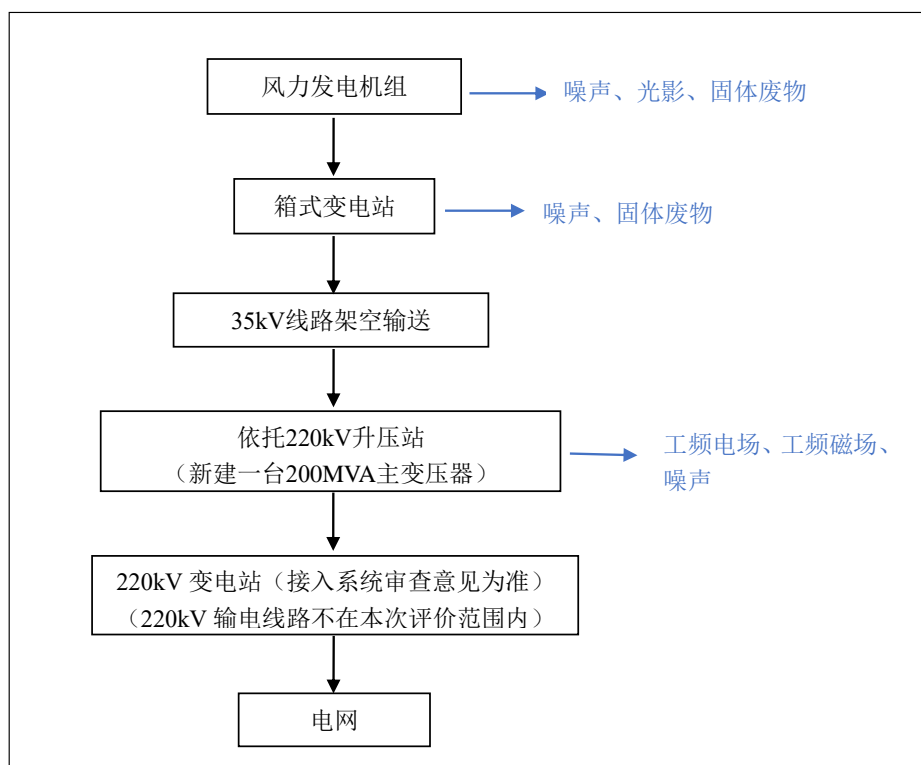 风力发电机组
噪声、光影、固体废物
箱式变电站
噪声、固体废物
35kV线路架空输送
依托220kV升压站
（新建一台200MVA主变压器）
工频电场、工频磁场、
噪声
220kV 变电站（接入系统审查意见为准）
（220kV 输电线路不在本次评价范围内）
电网